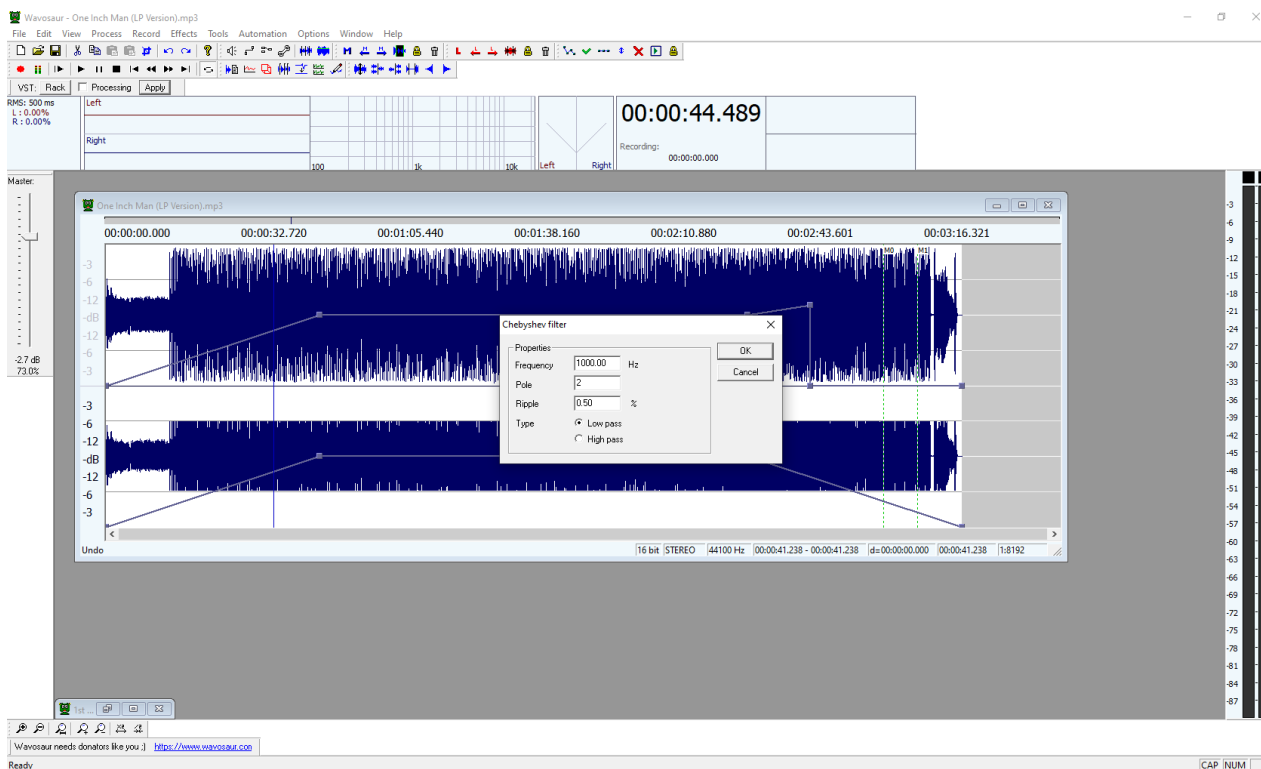 Wavosaur - One Inch Man (LP Version).mp3
File Edit View Process Record Effects Tools Automation Options Window Help
VST: Rack Processing Apply
RMS: 500 ms
L : 0.00%
R : 0.00%
Left
Right
100 1k 10k
Left Right
00:00:44.489
Recording:
00:00:00.000
Master:
-2.7 dB
73.0%
One Inch Man (LP Version).mp3
00:00:00.000 00:00:32.720 00:01:05.440 00:01:38.160 00:02:10.880 00:02:43.601 00:03:16.321
M0 M1
-3
-6
-12
-dB
-12
-6
-3
-3
-6
-12
-dB
-12
-6
-3
Chebyshev filter
Properties
Frequency 1000.00 Hz
Pole 2
Ripple 0.50 %
Type Low pass
High pass
OK
Cancel
Undo 16 bit STEREO 44100 Hz 00:00:41.238 - 00:00:41.238 d=00:00:00.000 00:00:41.238 1:8192
-3
-6
-9
-12
-15
-18
-21
-24
-27
-30
-33
-36
-39
-42
-45
-48
-51
-54
-57
-60
-63
-66
-69
-72
-75
-78
-81
-84
-87
1st ...
Wavosaur needs donators like you ;) https://www.wavosaur.con
Ready CAP NUM